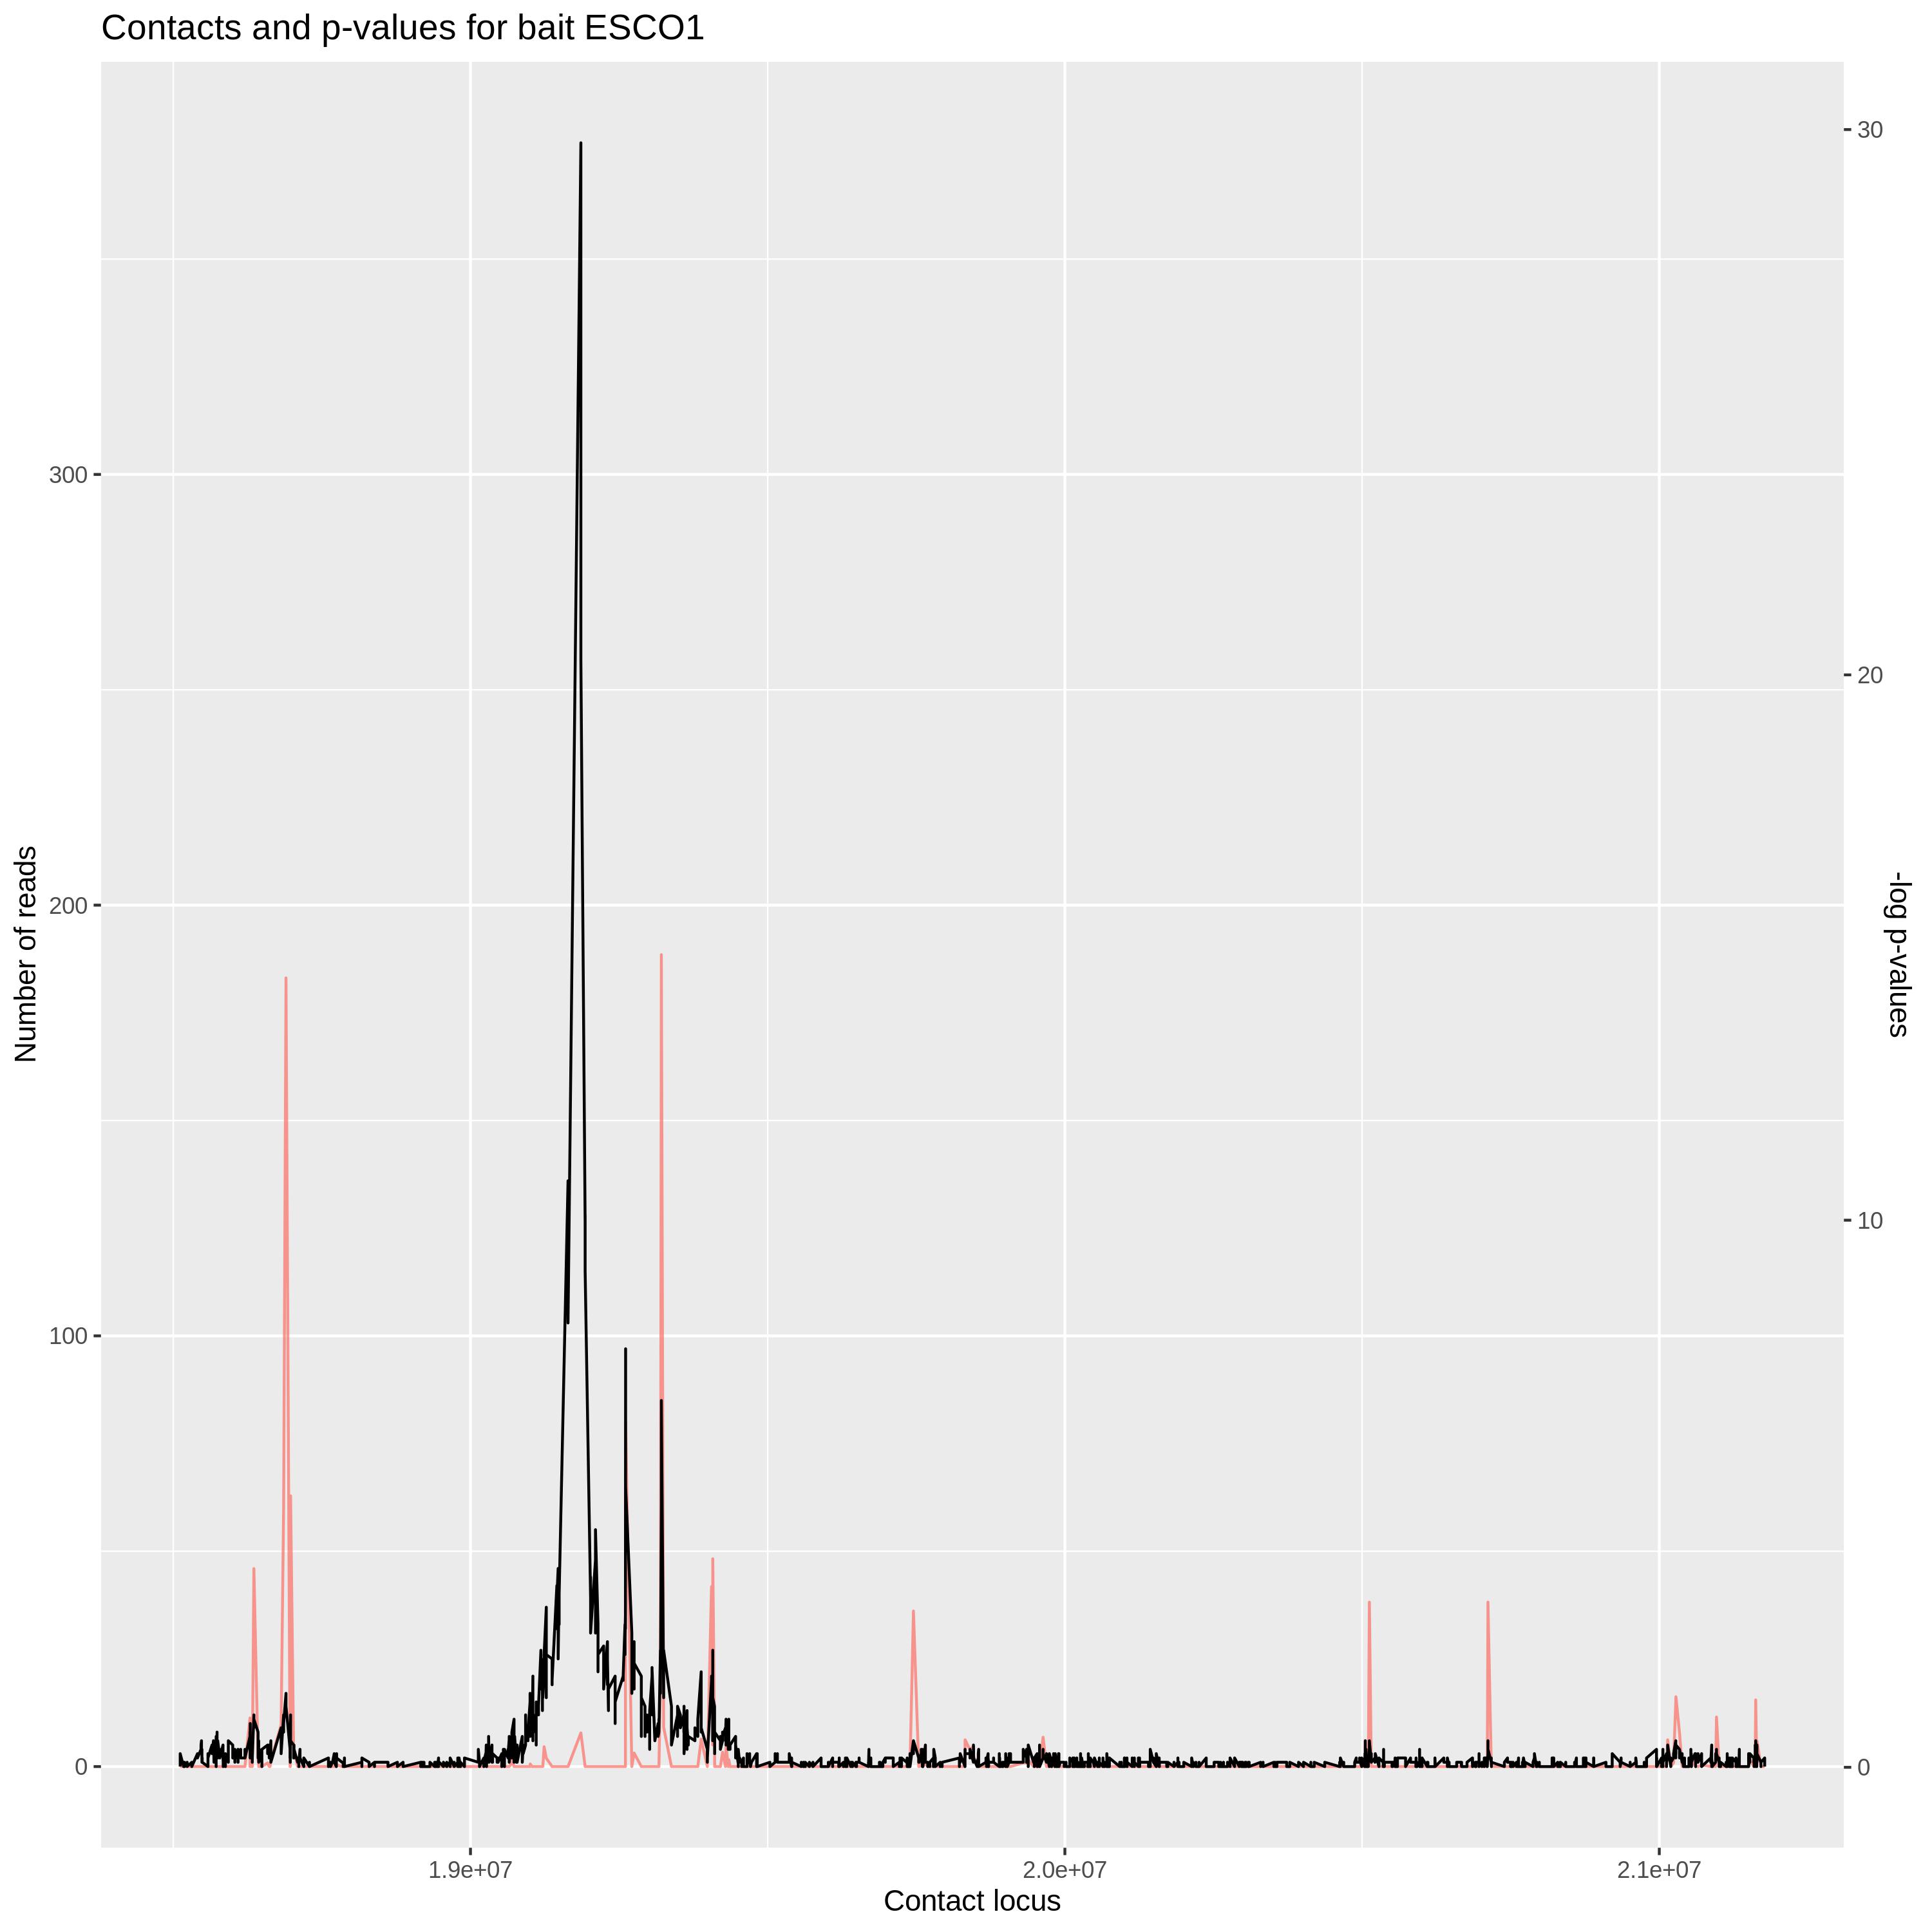 Contacts and p-values for bait ESCO1
Number of reads
300
200
100
0
30
20
10
0
-log p-values
1.9e+07
2.0e+07
2.1e+07
Contact locus